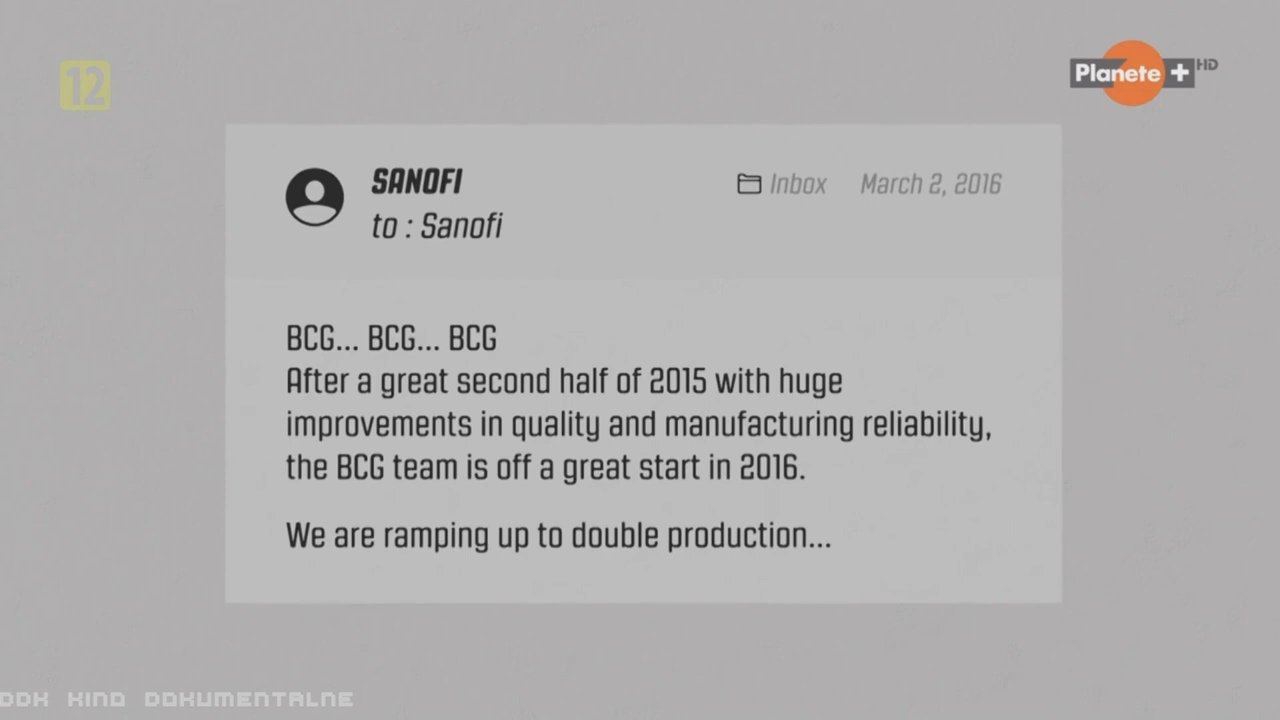 12
Planete + HD
SANOFI
Inbox
March 2, 2016
to : Sanofi
BCG... BCG... BCG
After a great second half of 2015 with huge
improvements in quality and manufacturing reliability,
the BCG team is off a great start in 2016.
We are ramping up to double production...
DDK KINO DOKUMENTALNE